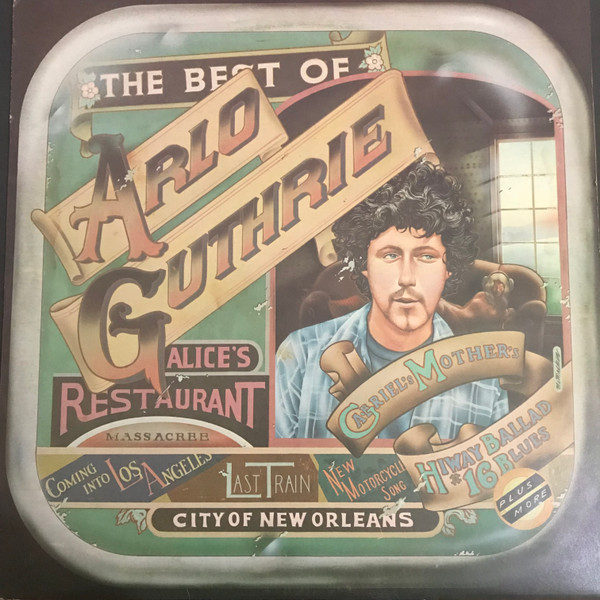 THE BEST OF
ARLO
GUTHRIE
ALICE'S
RESTAURANT
MASSACREE
GABRIEL'S MOTHER'S
HIWAY BALLAD
*16 BLUES
COMING
INTO LOS ANGELES
LAST TRAIN
NEW
MOTORCYCLE
SONG
PLUS
MORE
CITY OF NEW ORLEANS